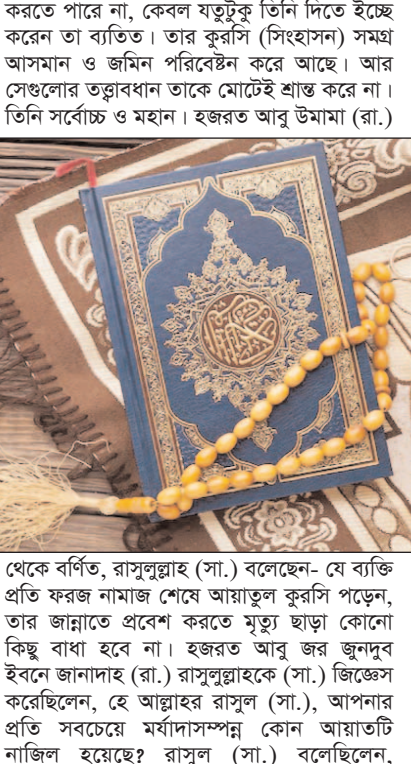 করতে পারে না, কেবল যতুটুকু তিনি দিতে ইচ্ছে
করেন তা ব্যতিত। তার কুরসি (সিংহাসন) সমগ্র
আসমান ও জমিন পরিবেষ্টন করে আছে। আর
সেগুলোর তত্ত্বাবধান তাকে মোটেই শ্রান্ত করে না।
তিনি সর্বোচ্চ ও মহান। হজরত আবু উমামা (রা.)
থেকে বর্ণিত, রাসুলুল্লাহ (সা.) বলেছেন- যে ব্যক্তি
প্রতি ফরজ নামাজ শেষে আয়াতুল কুরসি পড়েন,
তার জান্নাতে প্রবেশ করতে মৃত্যু ছাড়া কোনো
কিছু বাধা হবে না। হজরত আবু জর জুনদুব
ইবনে জানাদাহ (রা.) রাসুলুল্লাহকে (সা.) জিজ্ঞেস
করেছিলেন, হে আল্লাহর রাসুল (সা.), আপনার
প্রতি সবচেয়ে মর্যাদাসম্পন্ন কোন আয়াতটি
নাজিল হয়েছে? রাসুল (সা.) বলেছিলেন,